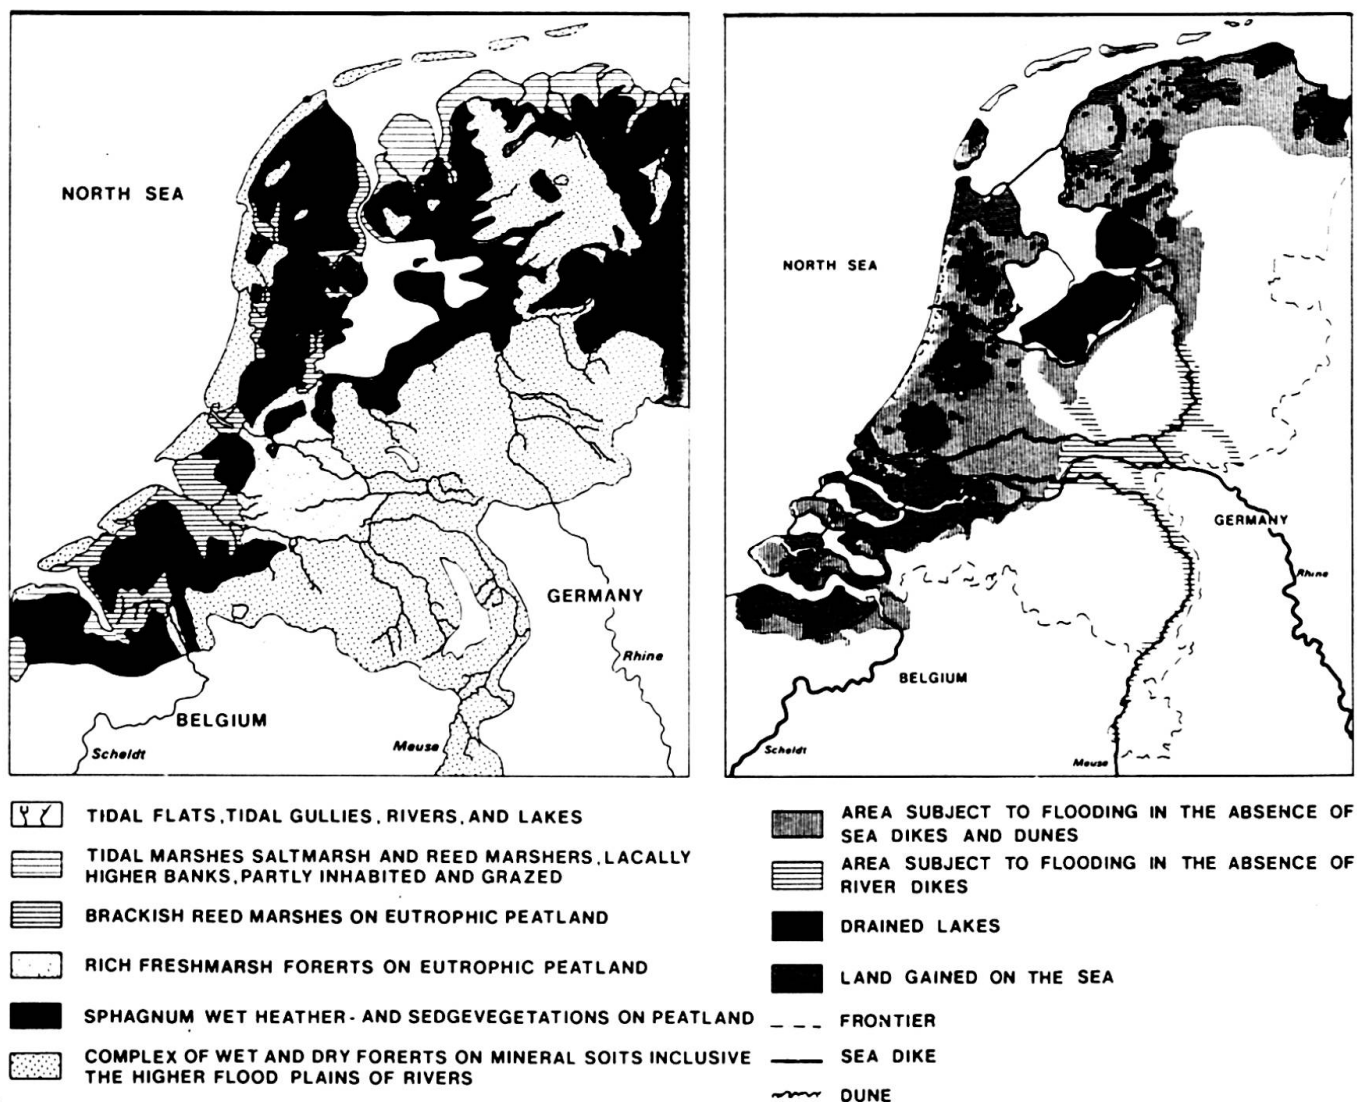 NORTH SEA
GERMANY
Rhine
BELGIUM
Scheldt
Meuse
TIDAL FLATS, TIDAL GULLIES, RIVERS, AND LAKES
TIDAL MARSHES SALTMARSH AND REED MARSHERS, LACALLY
HIGHER BANKS, PARTLY INHABITED AND GRAZED
BRACKISH REED MARSHES ON EUTROPHIC PEATLAND
RICH FRESHMARSH FORERTS ON EUTROPHIC PEATLAND
SPHAGNUM WET HEATHER- AND SEDGEVEGETATIONS ON PEATLAND
COMPLEX OF WET AND DRY FORERTS ON MINERAL SOITS INCLUSIVE
THE HIGHER FLOOD PLAINS OF RIVERS
NORTH SEA
GERMANY
Rhine
BELGIUM
Scheldt
Meuse
AREA SUBJECT TO FLOODING IN THE ABSENCE OF
SEA DIKES AND DUNES
AREA SUBJECT TO FLOODING IN THE ABSENCE OF
RIVER DIKES
DRAINED LAKES
LAND GAINED ON THE SEA
FRONTIER
SEA DIKE
DUNE